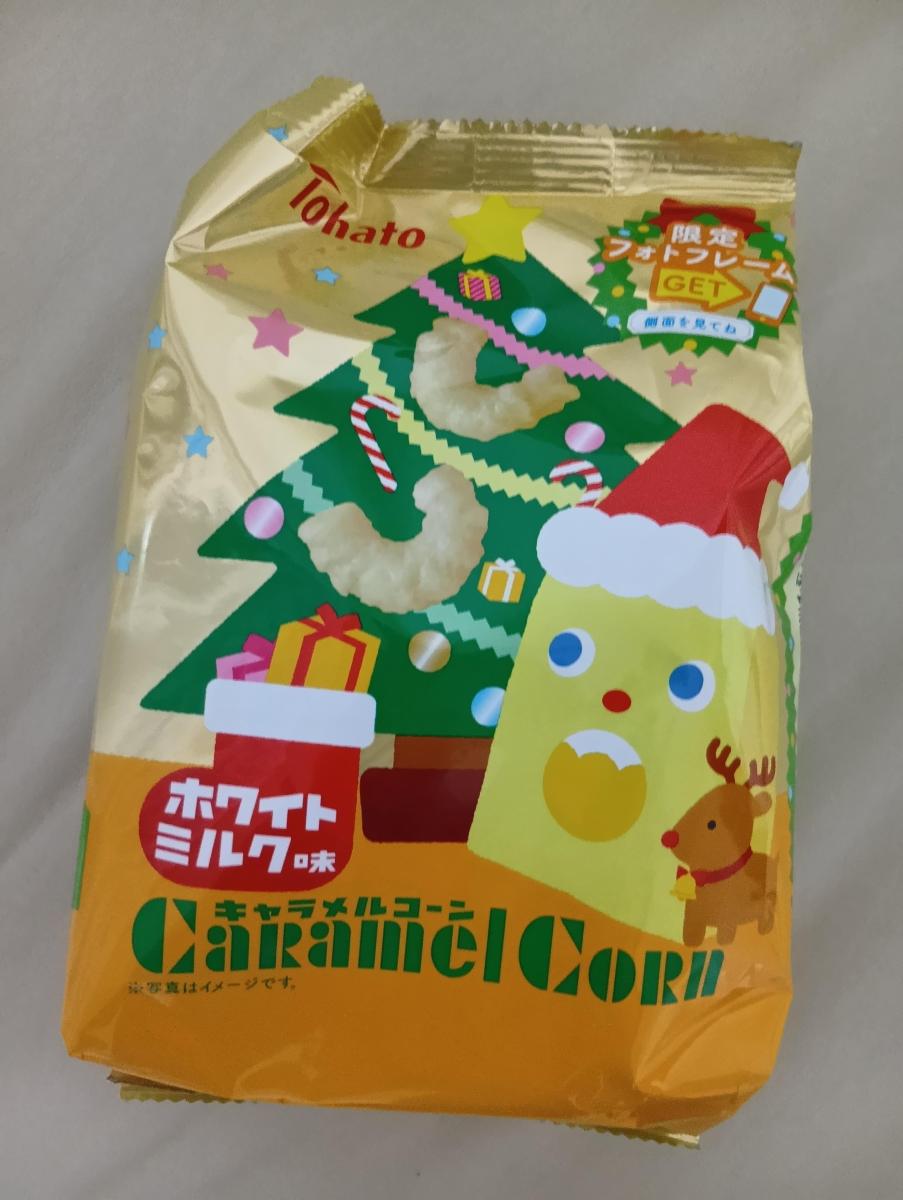 Tohato
限定
フォトフレーム
GET
側面を見てね
ホワイト
ミルク味
キャラメルコーン
Caramel Corn
※写真はイメージです。